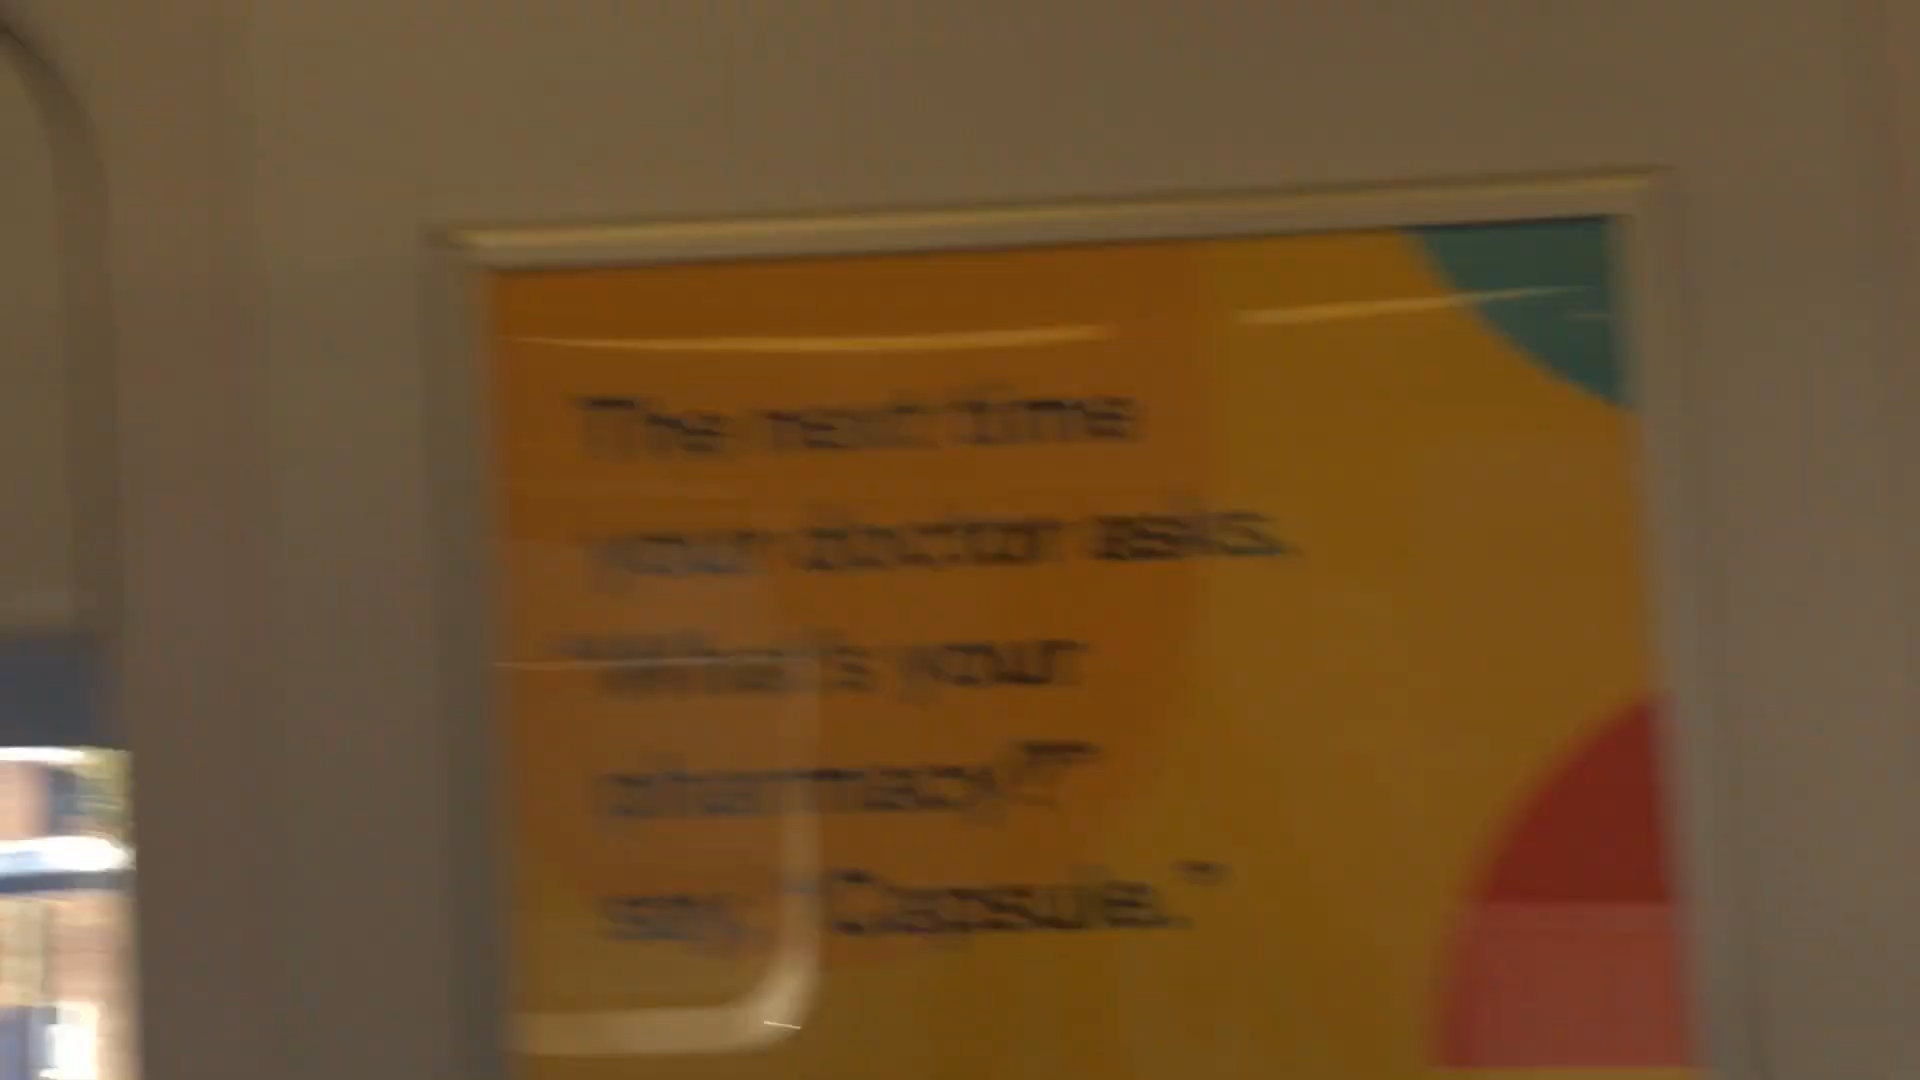 The next time
your doctor asks,
"What's your
pharmacy?"
say, "Capsule."